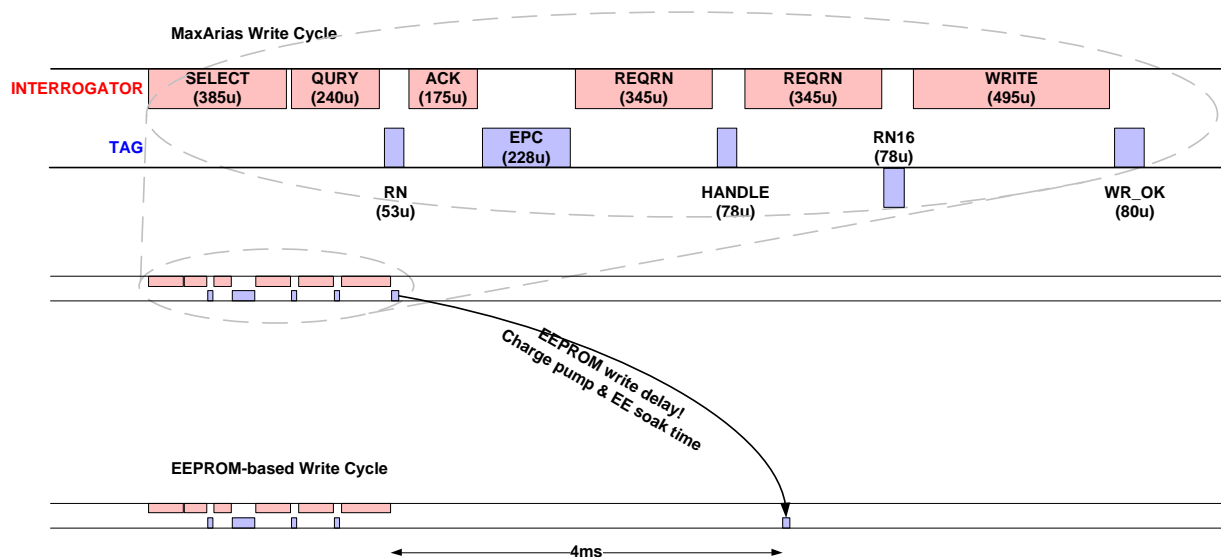 MaxArias Write Cycle
INTERROGATOR
SELECT
(385u)
QURY
(240u)
ACK
(175u)
REQRN
(345u)
REQRN
(345u)
WRITE
(495u)
TAG
EPC
(228u)
RN16
(78u)
RN
(53u)
HANDLE
(78u)
WR_OK
(80u)
EEPROM write delay!
Charge pump & EE soak time
EEPROM-based Write Cycle
4ms